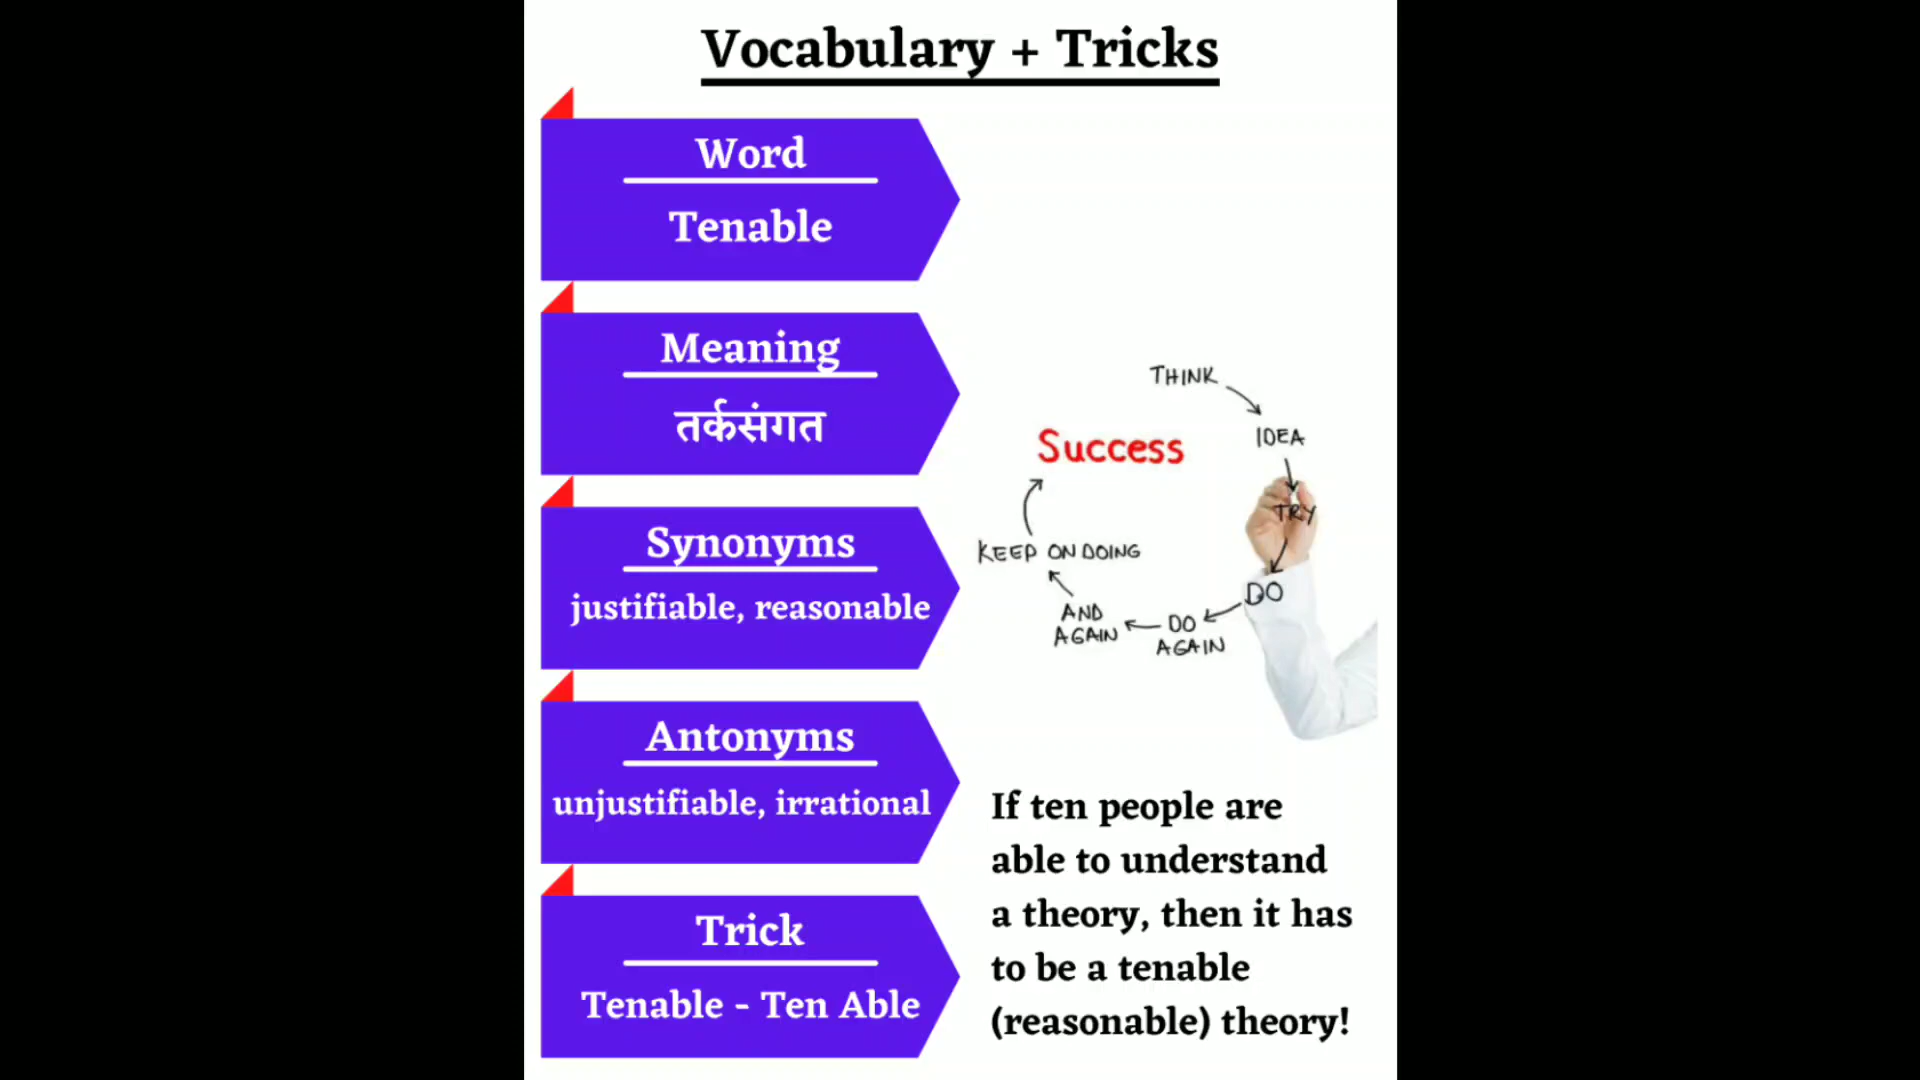 Vocabulary + Tricks
Word
Tenable
Meaning
तर्कसंगत
Synonyms
justifiable, reasonable
Antonyms
unjustifiable, irrational
Trick
Tenable - Ten Able
THINK
IDEA
TRY
DO
DO
AGAIN
AND
AGAIN
KEEP ON DOING
Success
If ten people are
able to understand
a theory, then it has
to be a tenable
(reasonable) theory!